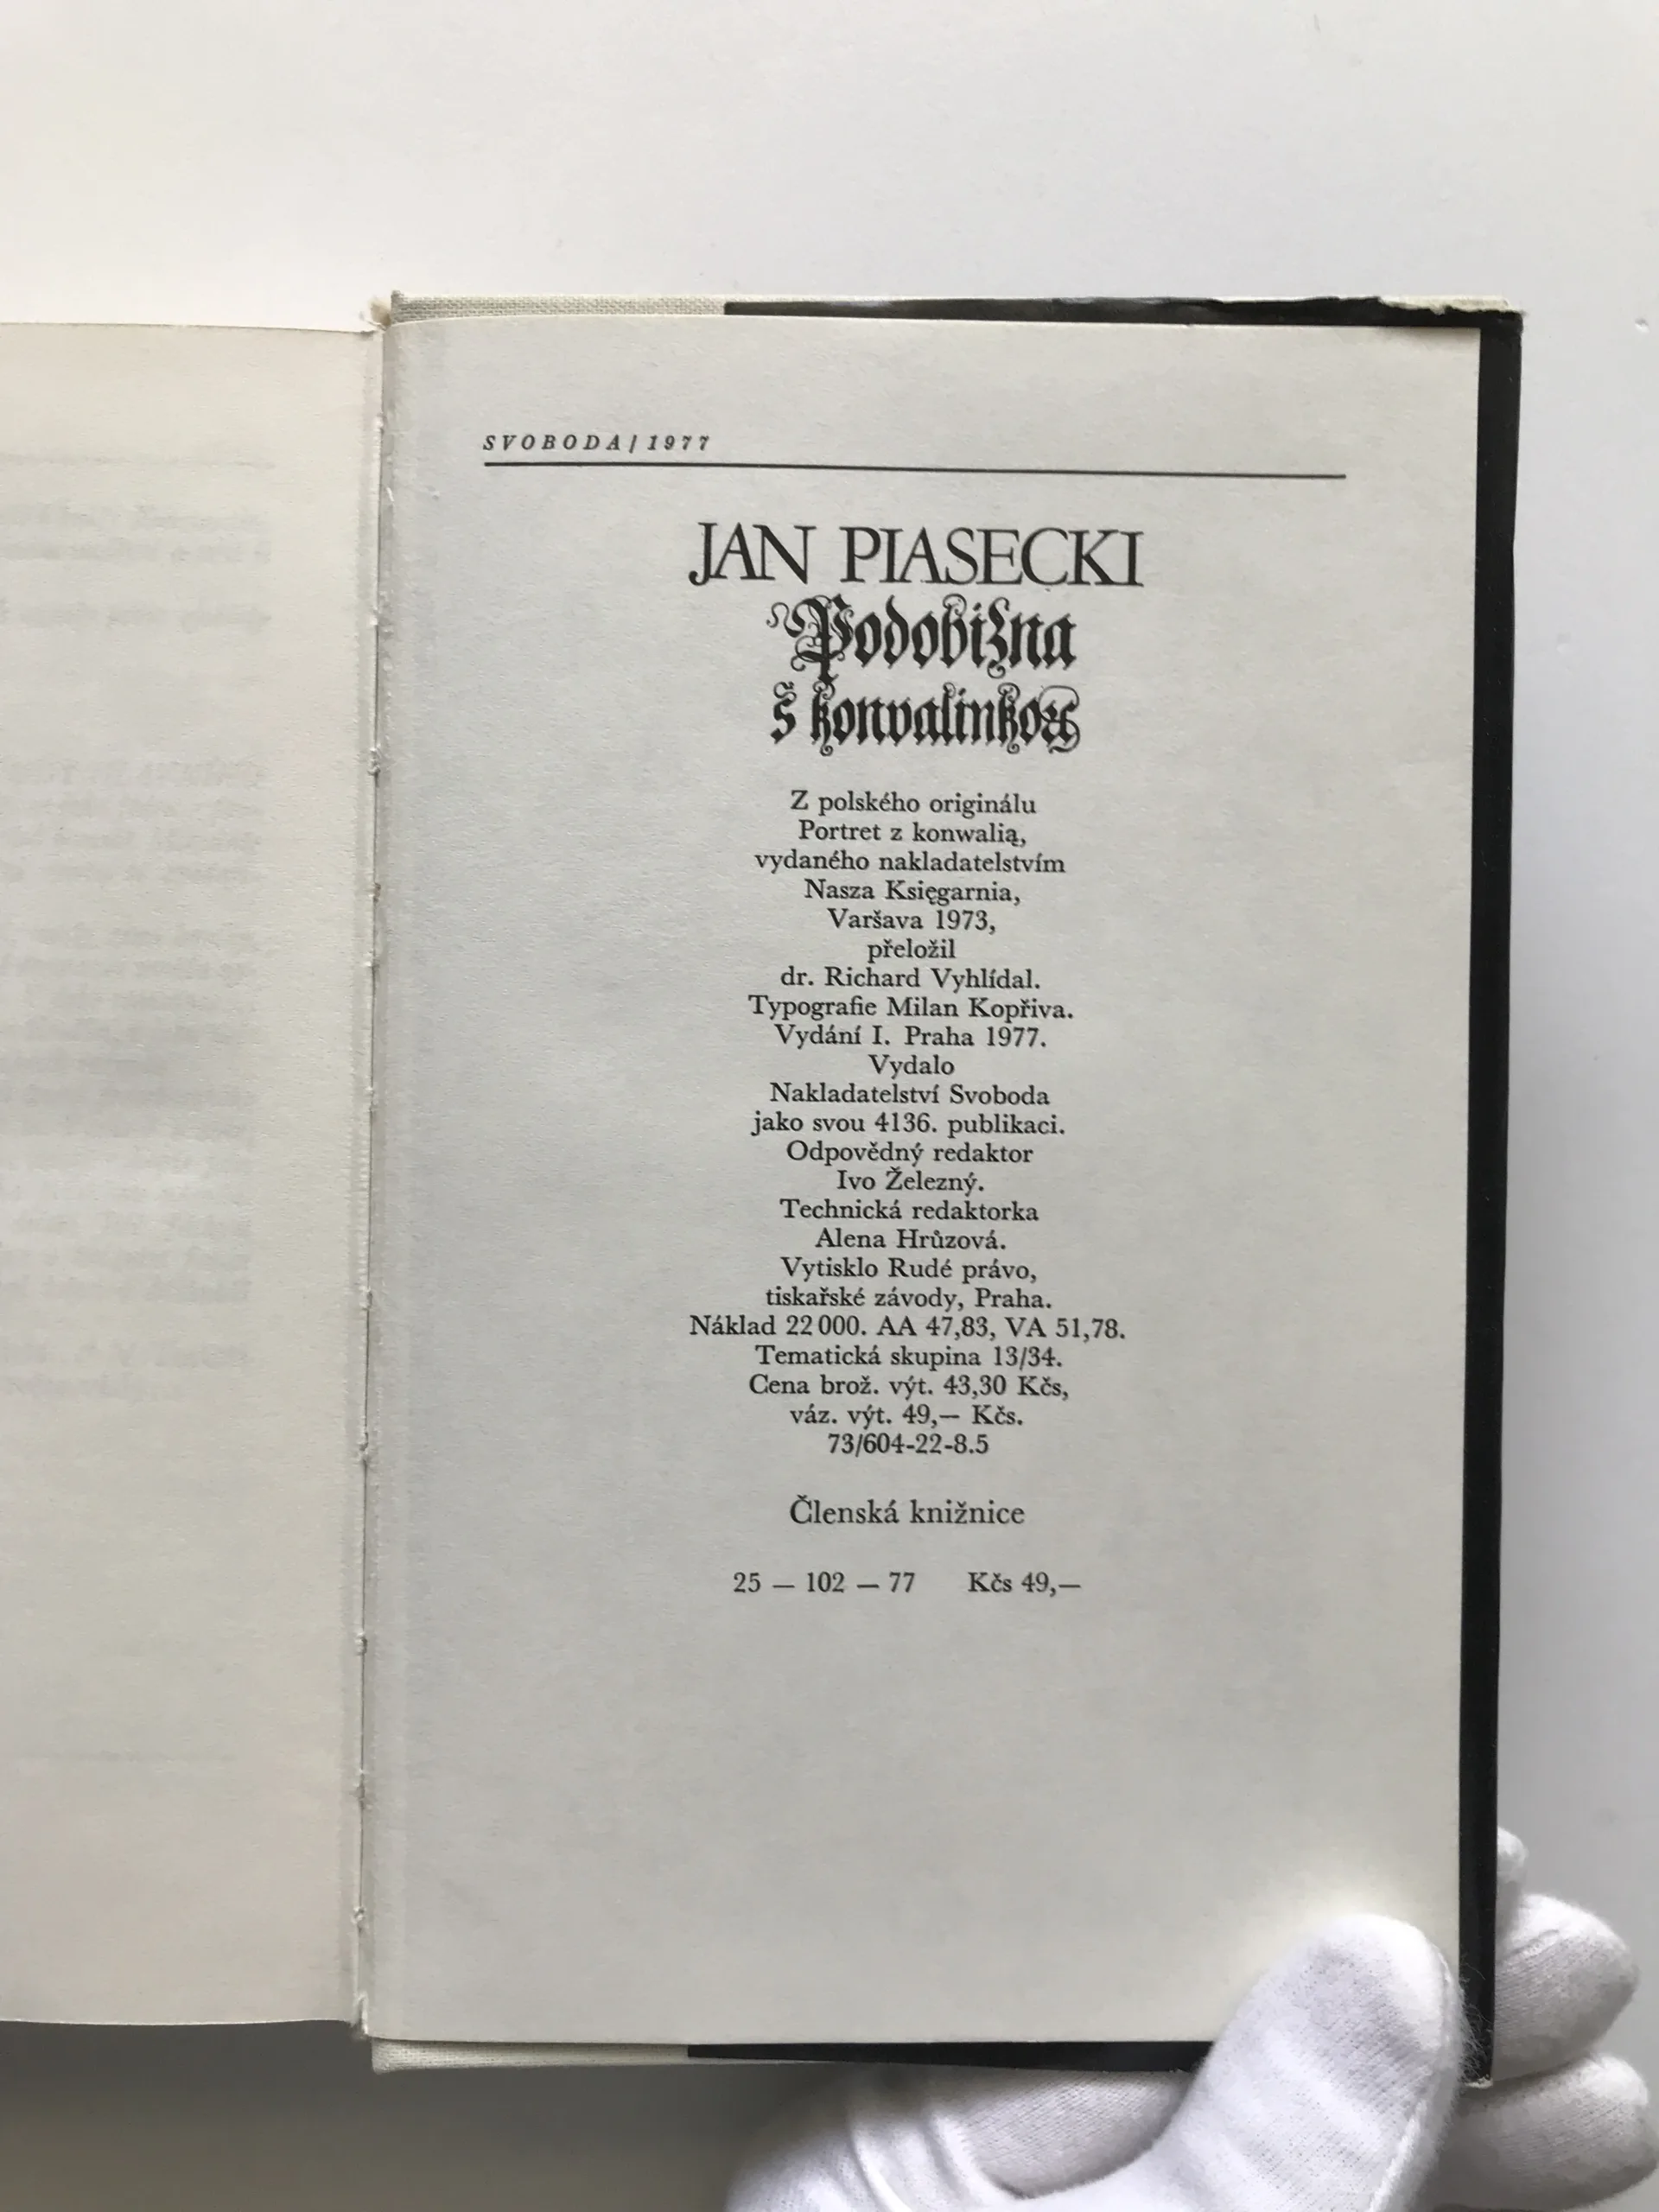 SVOBODA/1977
JAN PIASECKI
Podobizna
s konvalinkou
Z polského originálu
Portret z konwalią,
vydaného nakladatelstvím
Nasza Księgarnia,
Varšava 1973,
přeložil
dr. Richard Vyhlídal.
Typografie Milan Kopřiva.
Vydání I. Praha 1977.
Vydalo
Nakladatelství Svoboda
jako svou 4136. publikaci.
Odpovědný redaktor
Ivo Železný.
Technická redaktorka
Alena Hrůzová.
Vytisklo Rudé právo,
tiskařské závody, Praha.
Náklad 22 000. AA 47,83, VA 51,78.
Tematická skupina 13/34.
Cena brož. výt. 43,30 Kčs,
váz. výt. 49,— Kčs.
73/604-22-8.5
Členská knižnice
25 — 102 — 77 Kčs 49,—